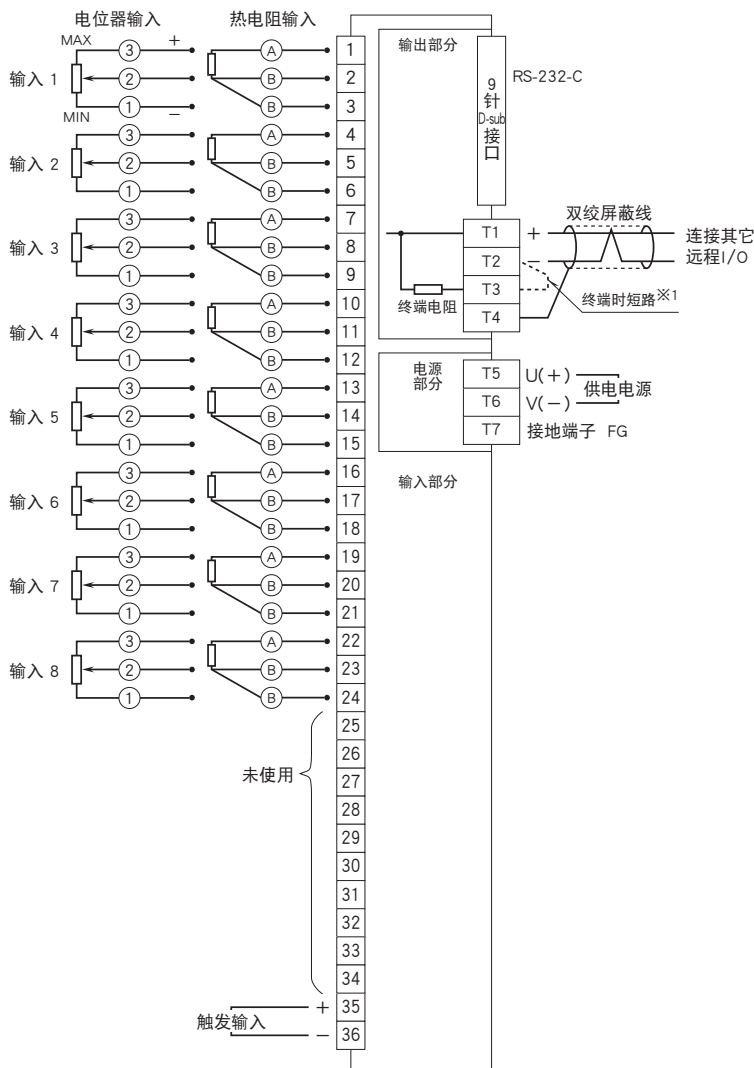 电位器输入 热电阻输入
MAX ③ + Ⓐ 1 输出部分
输入 1 ② Ⓑ 2 RS-232-C
MIN ① − Ⓑ 3
9
针
D-sub
接
口
③ Ⓐ 4
输入 2 ② Ⓑ 5
① Ⓑ 6
③ Ⓐ 7
输入 3 ② Ⓑ 8
① Ⓑ 9
双绞屏蔽线
T1 + 连接其它
T2 − 远程I/O
T3
终端电阻 T4 终端时短路※1
③ Ⓐ 10
输入 4 ② Ⓑ 11
① Ⓑ 12
电源
部分
T5 U(+)
供电电源
T6 V(−)
T7 接地端子 FG
③ Ⓐ 13
输入 5 ② Ⓑ 14
① Ⓑ 15
输入部分
③ Ⓐ 16
输入 6 ② Ⓑ 17
① Ⓑ 18
③ Ⓐ 19
输入 7 ② Ⓑ 20
① Ⓑ 21
③ Ⓐ 22
输入 8 ② Ⓑ 23
① Ⓑ 24
25
26
未使用 27
28
29
30
31
32
33
34
+ 35
触发输入
− 36